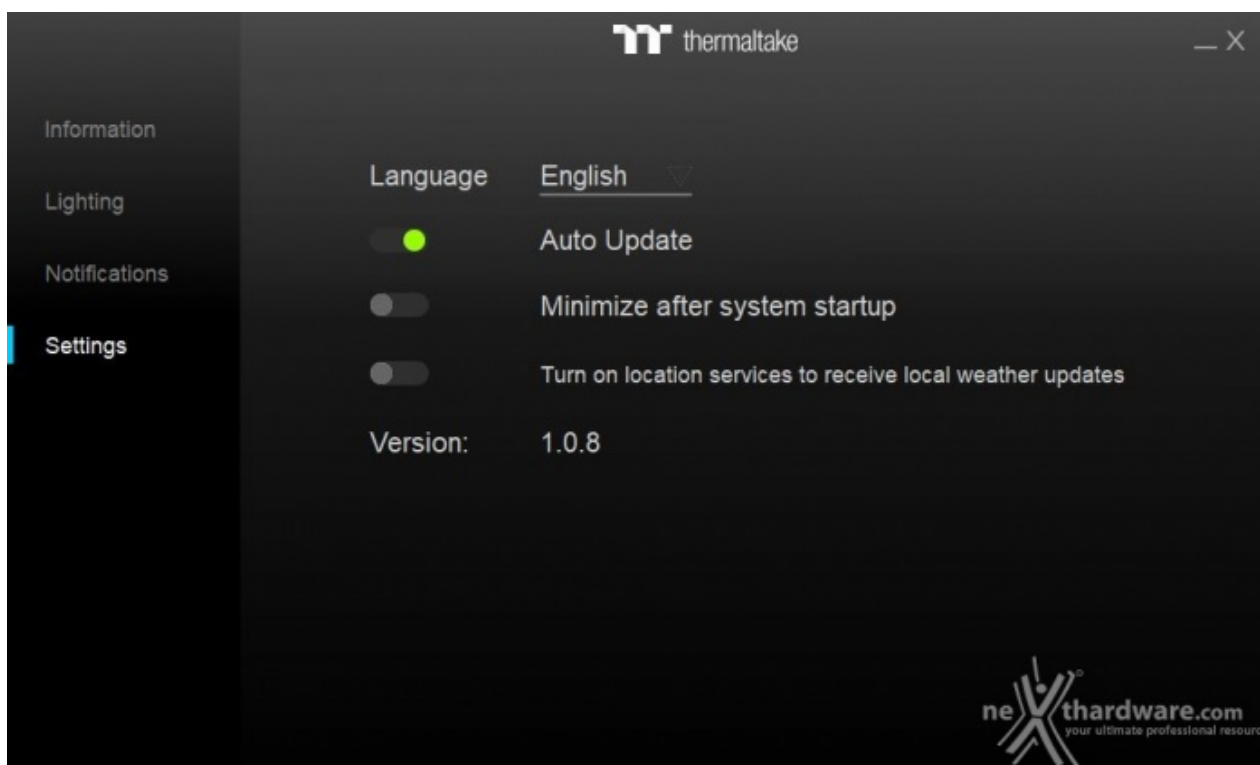 thermaltake
Information
Lighting
Notifications
Settings
Language English
Auto Update
Minimize after system startup
Turn on location services to receive local weather updates
Version: 1.0.8
nexthardware.com
your ultimate professional resour